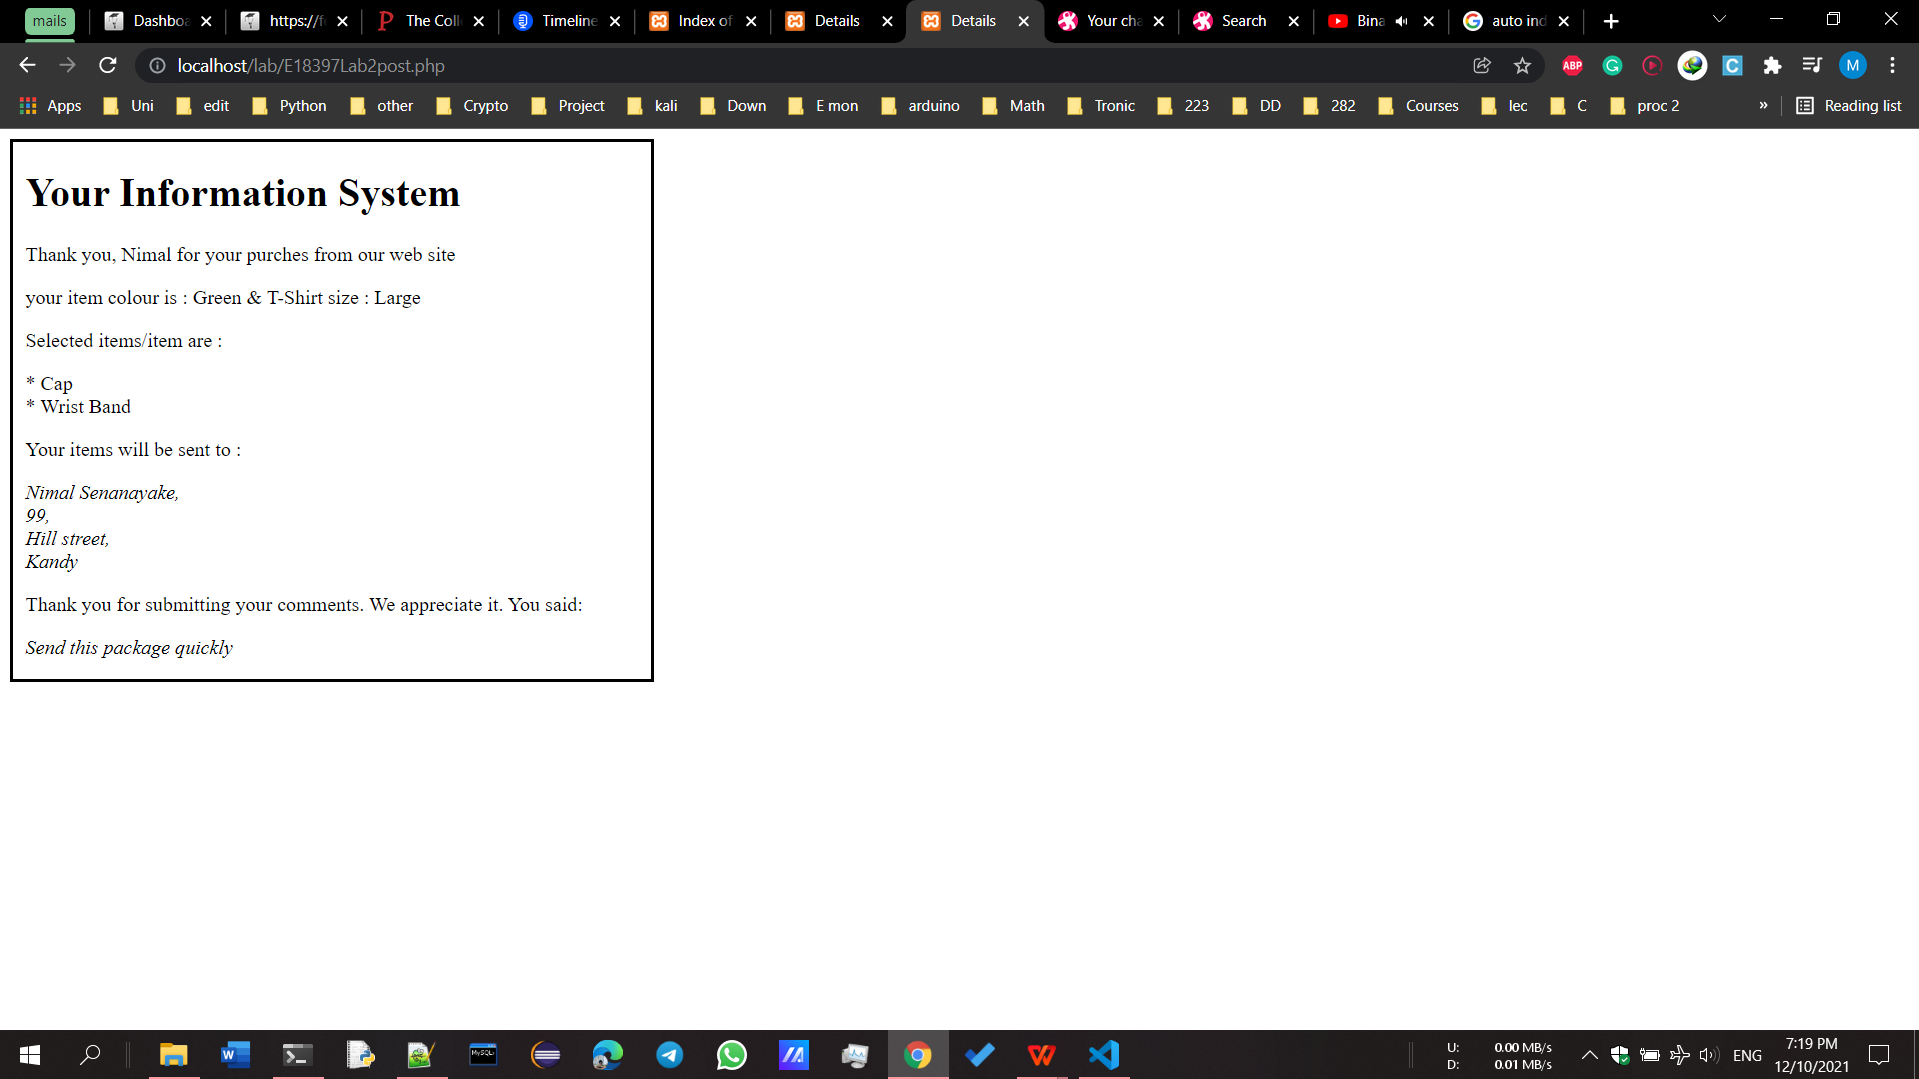 mails
Dashboa
https://f
The Colle
Timeline
Index of
Details
Details
Your cha
Search
Bina
auto ind
localhost/lab/E18397Lab2post.php
ABP
M
Apps
Uni
edit
Python
other
Crypto
Project
kali
Down
E mon
arduino
Math
Tronic
223
DD
282
Courses
lec
C
proc 2
»
Reading list
Your Information System
Thank you, Nimal for your purches from our web site
your item colour is : Green & T-Shirt size : Large
Selected items/item are :
* Cap
* Wrist Band
Your items will be sent to :
Nimal Senanayake,
99,
Hill street,
Kandy
Thank you for submitting your comments. We appreciate it. You said:
Send this package quickly
MySQL
U: 0.00 MB/s
D: 0.01 MB/s
ENG
7:19 PM
12/10/2021